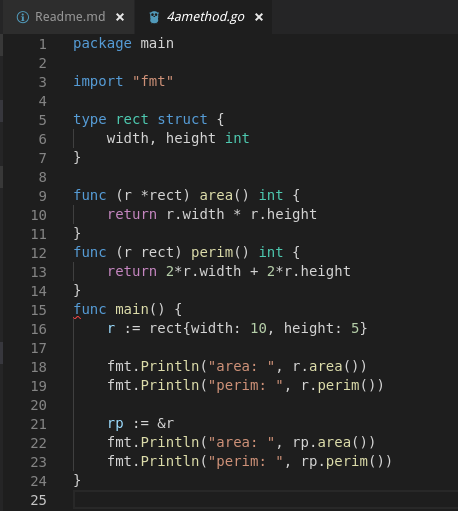 Readme.md × 4amethod.go ×
1 package main
2
3 import "fmt"
4
5 type rect struct {
6     width, height int
7 }
8
9 func (r *rect) area() int {
10     return r.width * r.height
11 }
12 func (r rect) perim() int {
13     return 2*r.width + 2*r.height
14 }
15 func main() {
16     r := rect{width: 10, height: 5}
17
18     fmt.Println("area: ", r.area())
19     fmt.Println("perim: ", r.perim())
20
21     rp := &r
22     fmt.Println("area: ", rp.area())
23     fmt.Println("perim: ", rp.perim())
24 }
25